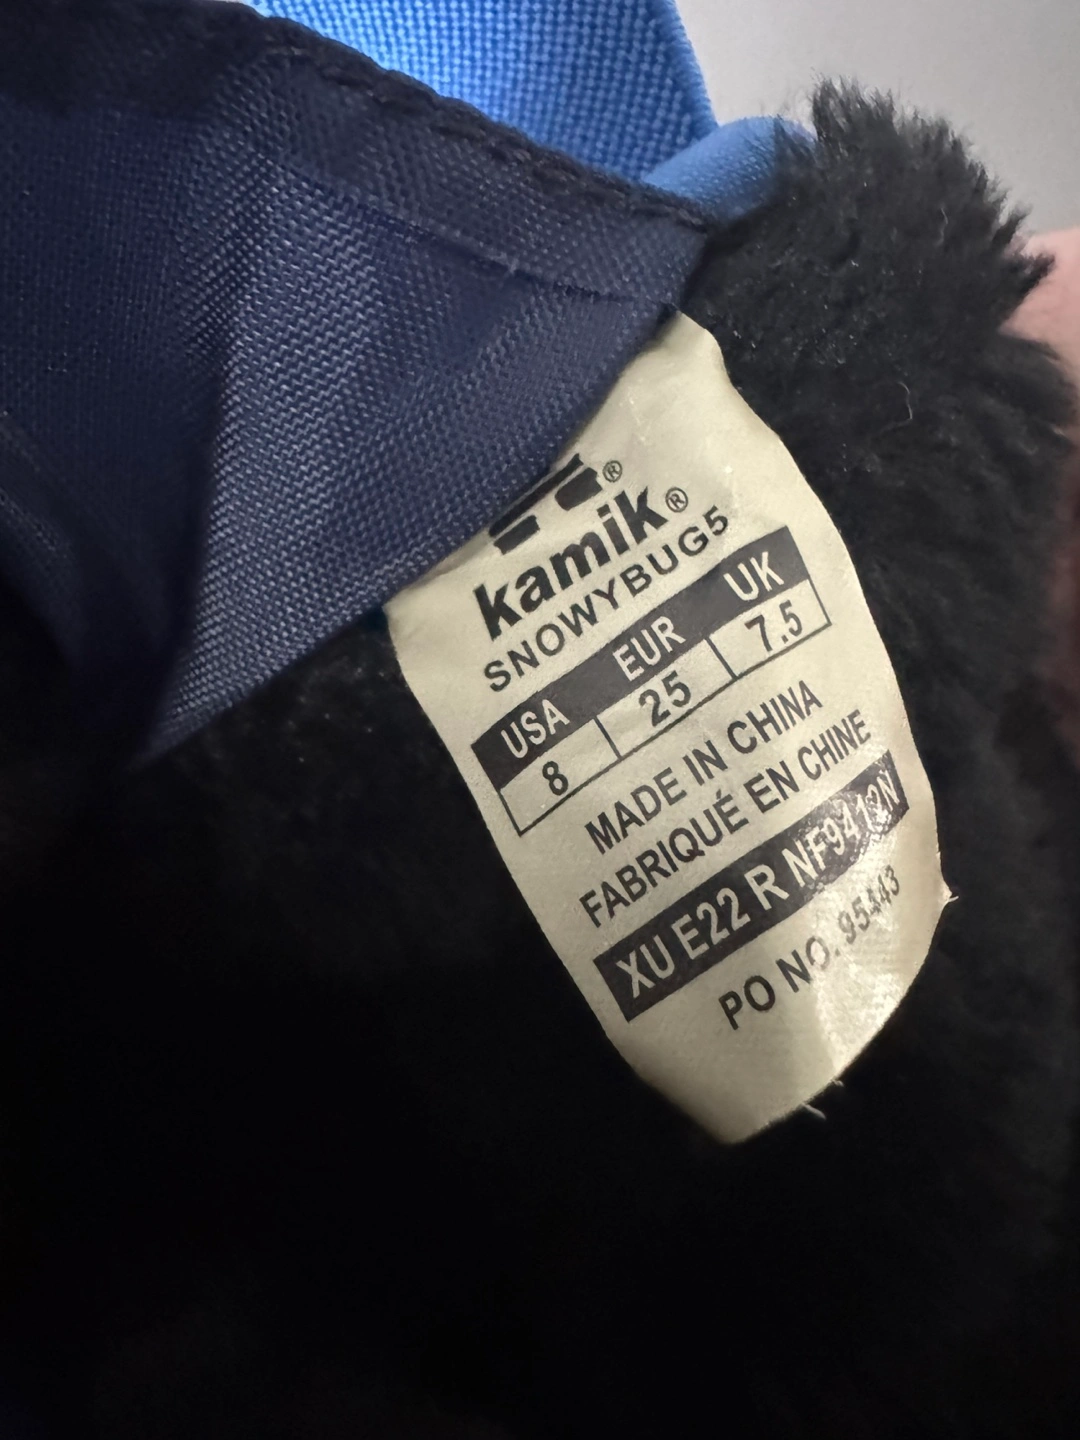 ®
kamik®
SNOWYBUG5
USA EUR UK
8 25 7.5
MADE IN CHINA
FABRIQUÉ EN CHINE
XU E22 R NF9412N
PO NO. 95443